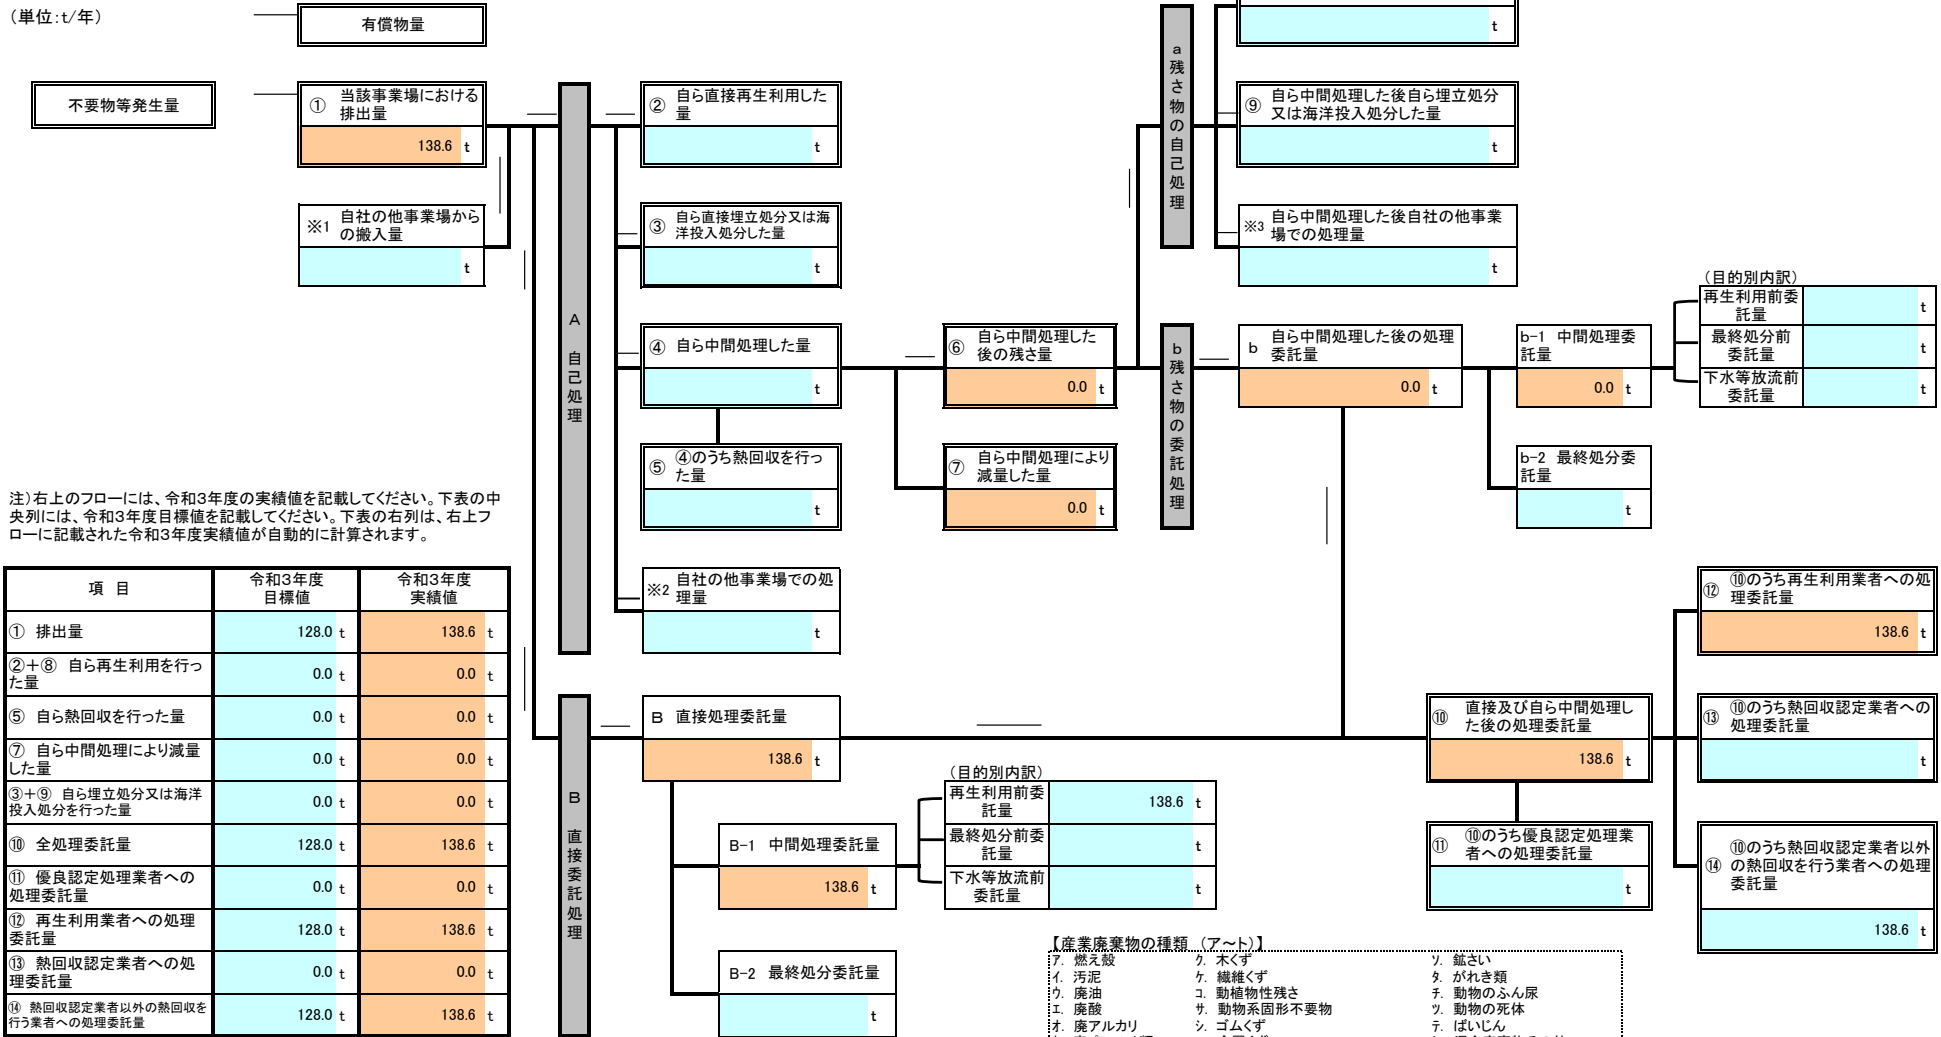 （単位：t/年）
有償物量
t
不要物等発生量
① 当該事業場における
排出量
138.6 t
※1 自社の他事業場から
の搬入量
t
A 自己処理
② 自ら直接再生利用した
量
t
③ 自ら直接埋立処分又は海
洋投入処分した量
t
④ 自ら中間処理した量
t
⑤ ④のうち熱回収を行っ
た量
t
※2 自社の他事業場での処
理量
t
⑥ 自ら中間処理した
後の残さ量
0.0 t
⑦ 自ら中間処理により
減量した量
0.0 t
a 残さ物の自己処理
⑨ 自ら中間処理した後自ら埋立処分
又は海洋投入処分した量
t
※3 自ら中間処理した後自社の他事業
場での処理量
t
b 残さ物の委託処理
b 自ら中間処理した後の処理
委託量
0.0 t
b-1 中間処理委
託量
0.0 t
b-2 最終処分委
託量
t
（目的別内訳）
再生利用前委
託量
t
最終処分前
委託量
t
下水等放流前
委託量
t
注）右上のフローには、令和3年度の実績値を記載してください。下表の中
央列には、令和3年度目標値を記載してください。下表の右列は、右上フ
ローに記載された令和3年度実績値が自動的に計算されます。
項 目 令和3年度
目標値 令和3年度
実績値
① 排出量 128.0 t 138.6 t
②＋⑧ 自ら再生利用を行っ
た量 0.0 t 0.0 t
⑤ 自ら熱回収を行った量 0.0 t 0.0 t
⑦ 自ら中間処理により減量
した量 0.0 t 0.0 t
③＋⑨ 自ら埋立処分又は海洋
投入処分を行った量 0.0 t 0.0 t
⑩ 全処理委託量 128.0 t 138.6 t
⑪ 優良認定処理業者への
処理委託量 0.0 t 0.0 t
⑫ 再生利用業者への処理
委託量 128.0 t 138.6 t
⑬ 熱回収認定業者への処
理委託量 0.0 t 0.0 t
⑭ 熱回収認定業者以外の熱回収を
行う業者への処理委託量 128.0 t 138.6 t
B 直接委託処理
B 直接処理委託量
138.6 t
B-1 中間処理委託量
138.6 t
B-2 最終処分委託量
t
（目的別内訳）
再生利用前委
託量
138.6 t
最終処分前委
託量
t
下水等放流前
委託量
t
⑩ 直接及び自ら中間処理し
た後の処理委託量
138.6 t
⑪ ⑩のうち優良認定処理業
者への処理委託量
t
⑫ ⑩のうち再生利用業者への処
理委託量
138.6 t
⑬ ⑩のうち熱回収認定業者への
処理委託量
t
⑭ ⑩のうち熱回収認定業者以外
の熱回収を行う業者への処理
委託量
138.6 t
【産業廃棄物の種類 （ア～ト）】
ア. 燃え殻 ク. 木くず ソ. 鉱さい
イ. 汚泥 ケ. 繊維くず タ. がれき類
ウ. 廃油 コ. 動植物性残さ チ. 動物のふん尿
エ. 廃酸 サ. 動物系固形不要物 ツ. 動物の死体
オ. 廃アルカリ シ. ゴムくず テ. ばいじん